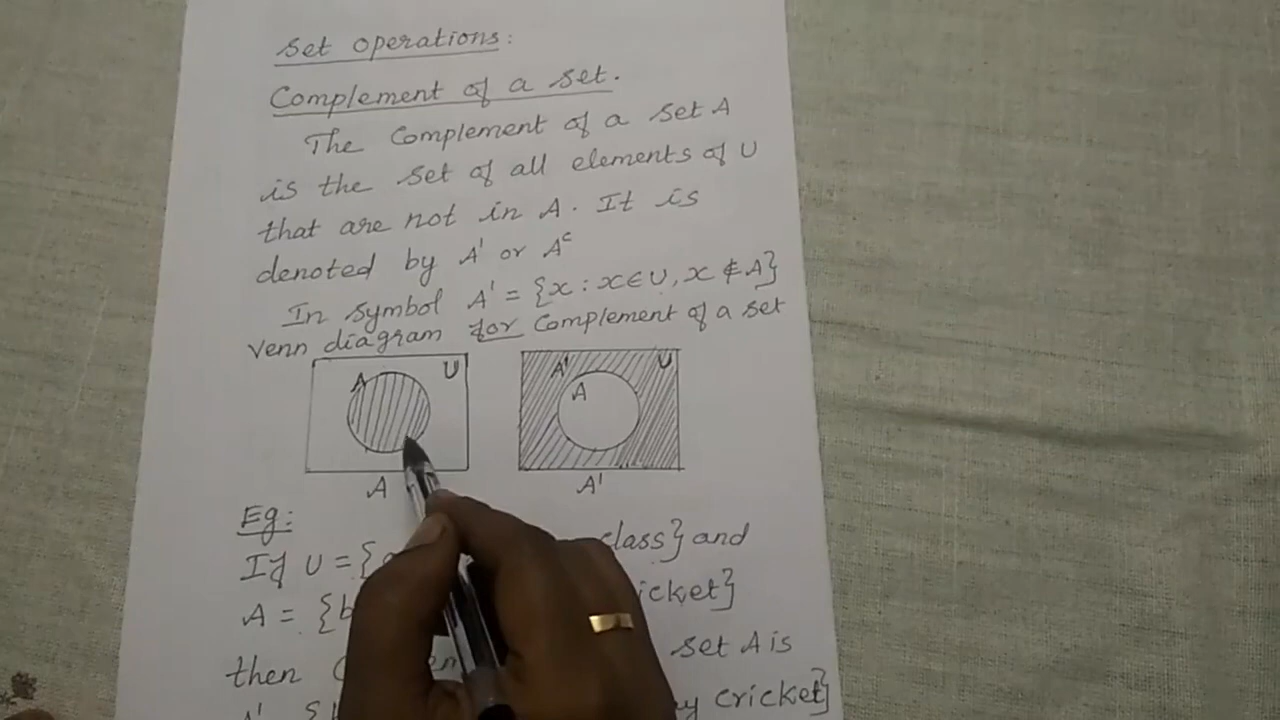 Set operations:
Complement of a set.
The Complement of a set A
is the set of all elements of U
that are not in A. It is
denoted by A' or Aᶜ
In symbol A' = {x : x ∈ U, x ∉ A}
Venn diagram for Complement of a set
A U A' A U
A A'
Eg:
If U = { class} and
A = {b
then set A is
A' cricket}